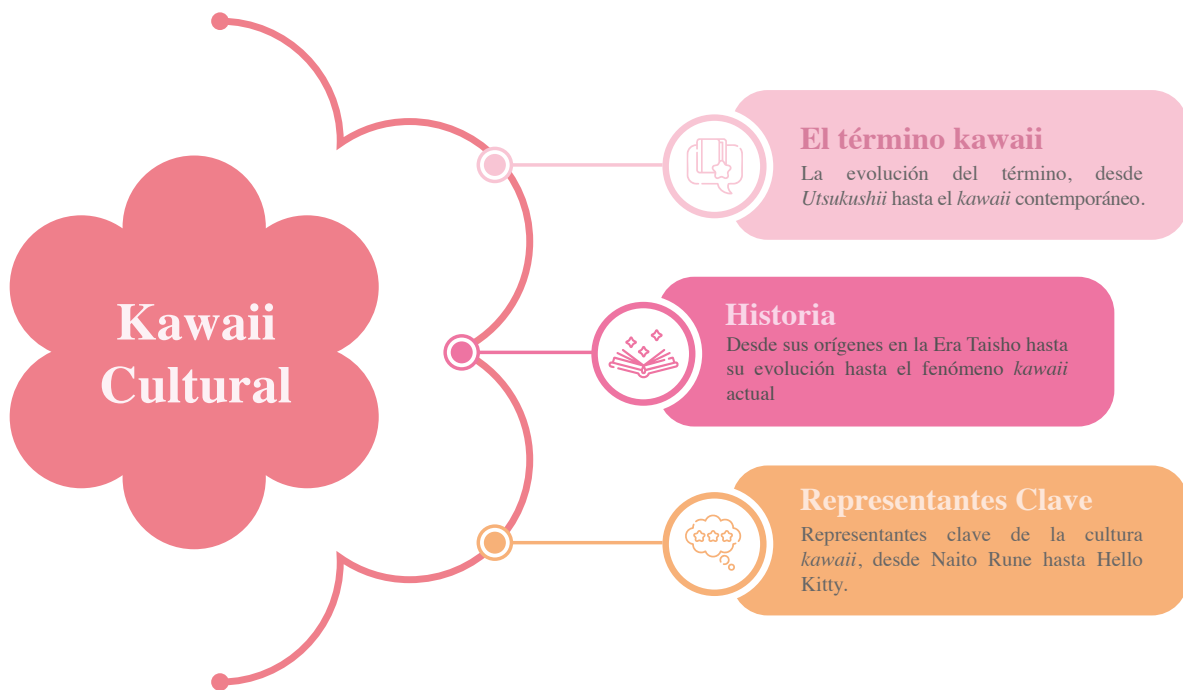 Kawaii
Cultural
El término kawaii
La evolución del término, desde
Utsukushii hasta el kawaii contemporáneo.
Historia
Desde sus orígenes en la Era Taisho hasta
su evolución hasta el fenómeno kawaii
actual
Representantes Clave
Representantes clave de la cultura
kawaii, desde Naito Rune hasta Hello
Kitty.